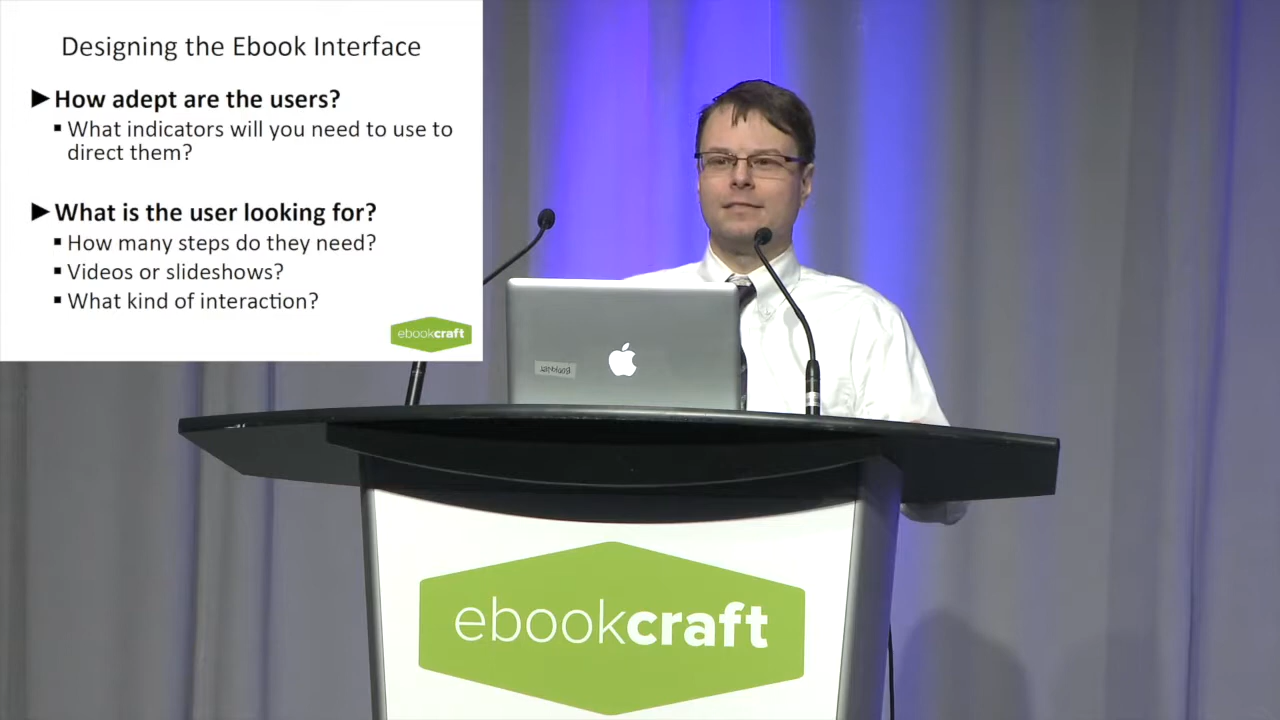 Designing the Ebook Interface
▶How adept are the users?
▪ What indicators will you need to use to
direct them?
▶What is the user looking for?
▪ How many steps do they need?
▪ Videos or slideshows?
▪ What kind of interaction?
ebookcraft
ebookcraft